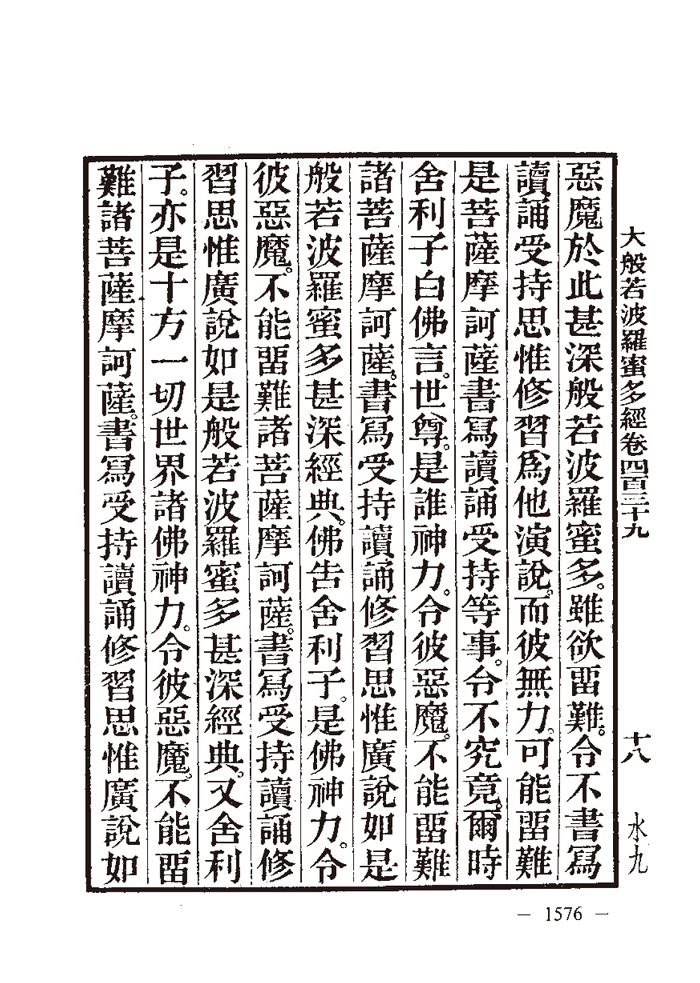 大般若波羅蜜多經卷四百三十九 十八 水九
惡魔於此甚深般若波羅蜜多。雖欲畱難。令不書寫
讀誦受持思惟修習爲他演說。而彼無力。可能畱難
是菩薩摩訶薩書寫讀誦受持等事。令不究竟。爾時
舍利子白佛言。世尊。是誰神力。令彼惡魔。不能畱難
諸菩薩摩訶薩。書寫受持讀誦修習思惟廣說如是
般若波羅蜜多甚深經典。佛告舍利子。是佛神力。令
彼惡魔。不能畱難諸菩薩摩訶薩。書寫受持讀誦修
習思惟廣說如是般若波羅蜜多甚深經典。又舍利
子。亦是十方一切世界諸佛神力。令彼惡魔。不能畱
難諸菩薩摩訶薩。書寫受持讀誦修習思惟廣說如
— 1576 —